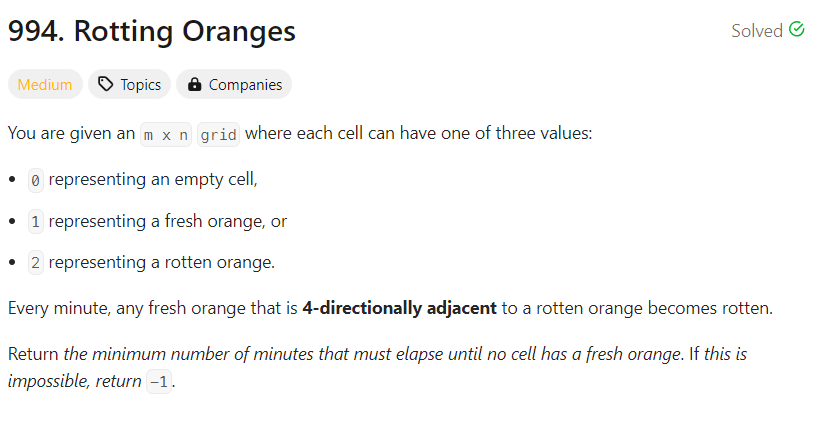 994. Rotting Oranges
Solved
Medium Topics Companies
You are given an m x n grid where each cell can have one of three values:
• 0 representing an empty cell,
• 1 representing a fresh orange, or
• 2 representing a rotten orange.
Every minute, any fresh orange that is 4-directionally adjacent to a rotten orange becomes rotten.
Return the minimum number of minutes that must elapse until no cell has a fresh orange. If this is
impossible, return -1.